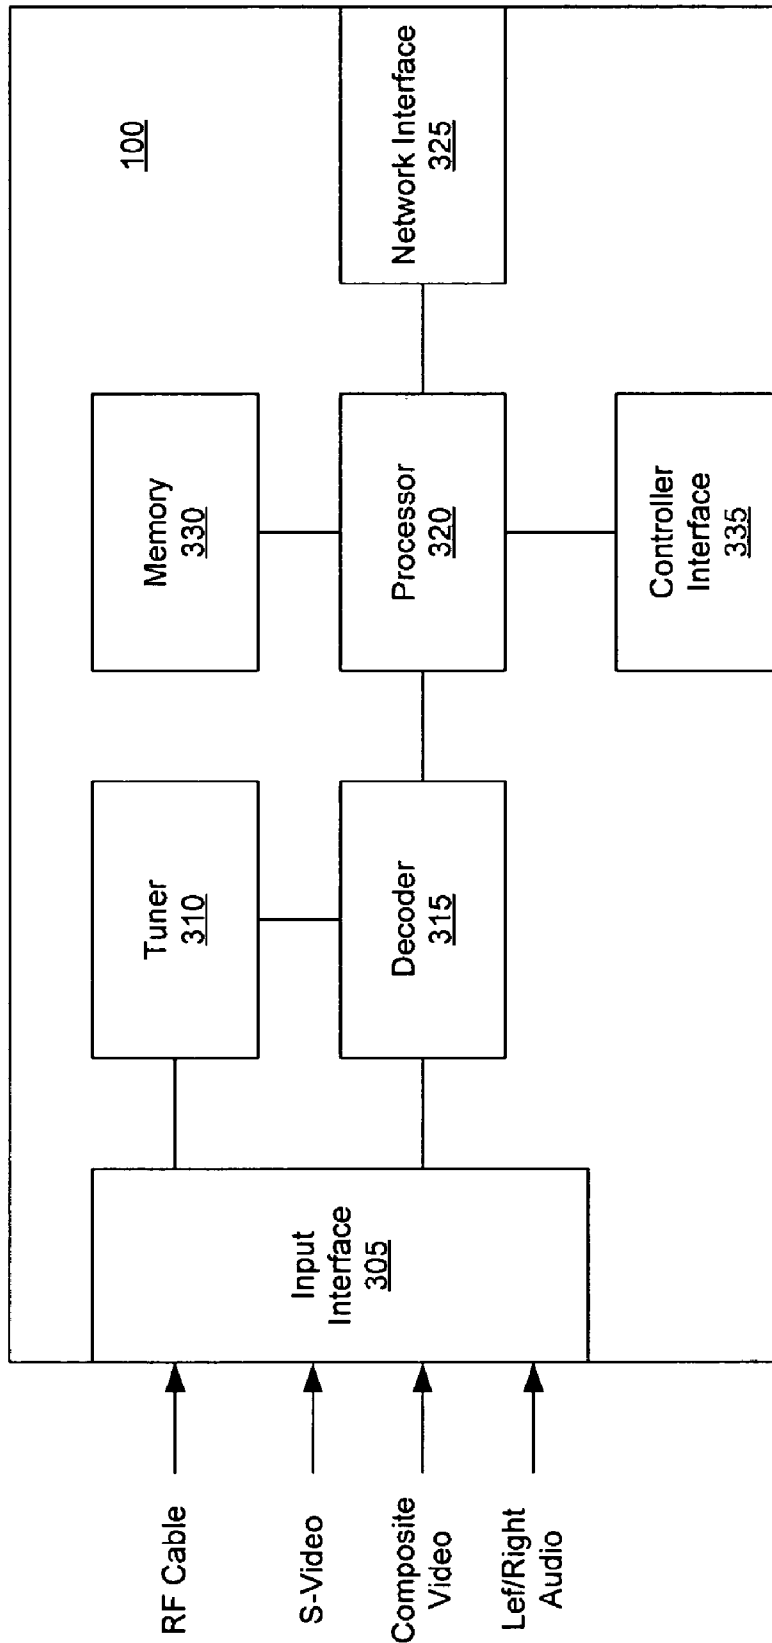 100
RF Cable
S-Video
Composite
Video
Lef/Right
Audio
Input
Interface
305
Tuner
310
Decoder
315
Memory
330
Processor
320
Controller
Interface
335
Network Interface
325